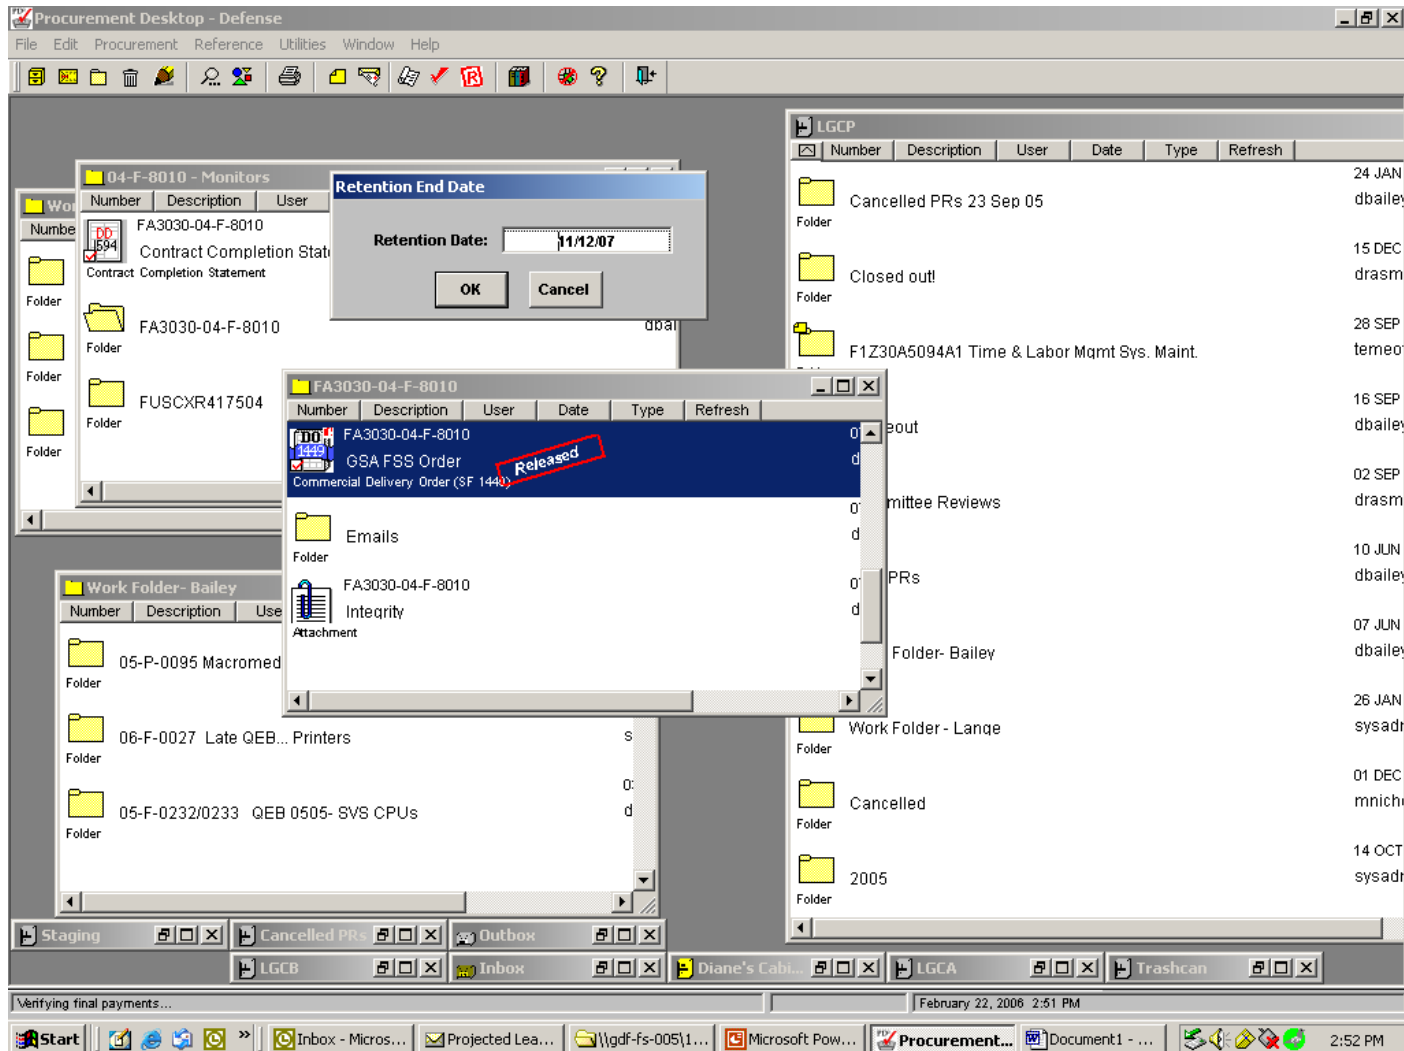 Procurement Desktop - Defense
File Edit Procurement Reference Utilities Window Help
LGCP
Number Description User Date Type Refresh
24 JAN
Cancelled PRs 23 Sep 05
Folder
15 DEC
Closed out!
drasm
Folder
28 SEP
F1Z30A5094A1 Time & Labor Mgmt Sys. Maint.
temeo
16 SEP
eout
02 SEP
mittee Reviews
drasm
10 JUN
PRs
07 JUN
Folder- Bailey
26 JAN
Work Folder - Lange
sysadr
Folder
01 DEC
Cancelled
mnich
Folder
14 OCT
2005
sysadr
Folder
04-F-8010 - Monitors
Number Description User
DD
1594
FA3030-04-F-8010
Contract Completion Stat
Contract Completion Statement
FA3030-04-F-8010
dbail
Folder
FUSCXR417504
Folder
Wor
Numbe
Folder
Folder
Folder
Retention End Date
Retention Date: 11/12/07
OK Cancel
FA3030-04-F-8010
Number Description User Date Type Refresh
DO
1449
FA3030-04-F-8010
GSA FSS Order
Released
Commercial Delivery Order (SF 1449)
Emails
Folder
FA3030-04-F-8010
Integrity
Attachment
Work Folder- Bailey
Number Description Use
05-P-0095 Macromed
Folder
06-F-0027 Late QEB... Printers
Folder
05-F-0232/0233 QEB 0505- SVS CPUs
Folder
Staging
Cancelled PRs
Outbox
LGCB
Inbox
Diane's Cabi...
LGCA
Trashcan
Verifying final payments...
February 22, 2006 2:51 PM
Start
Inbox - Micros...
Projected Lea...
\\gdf-fs-005\1...
Microsoft Pow...
Procurement...
Document1 - ...
2:52 PM